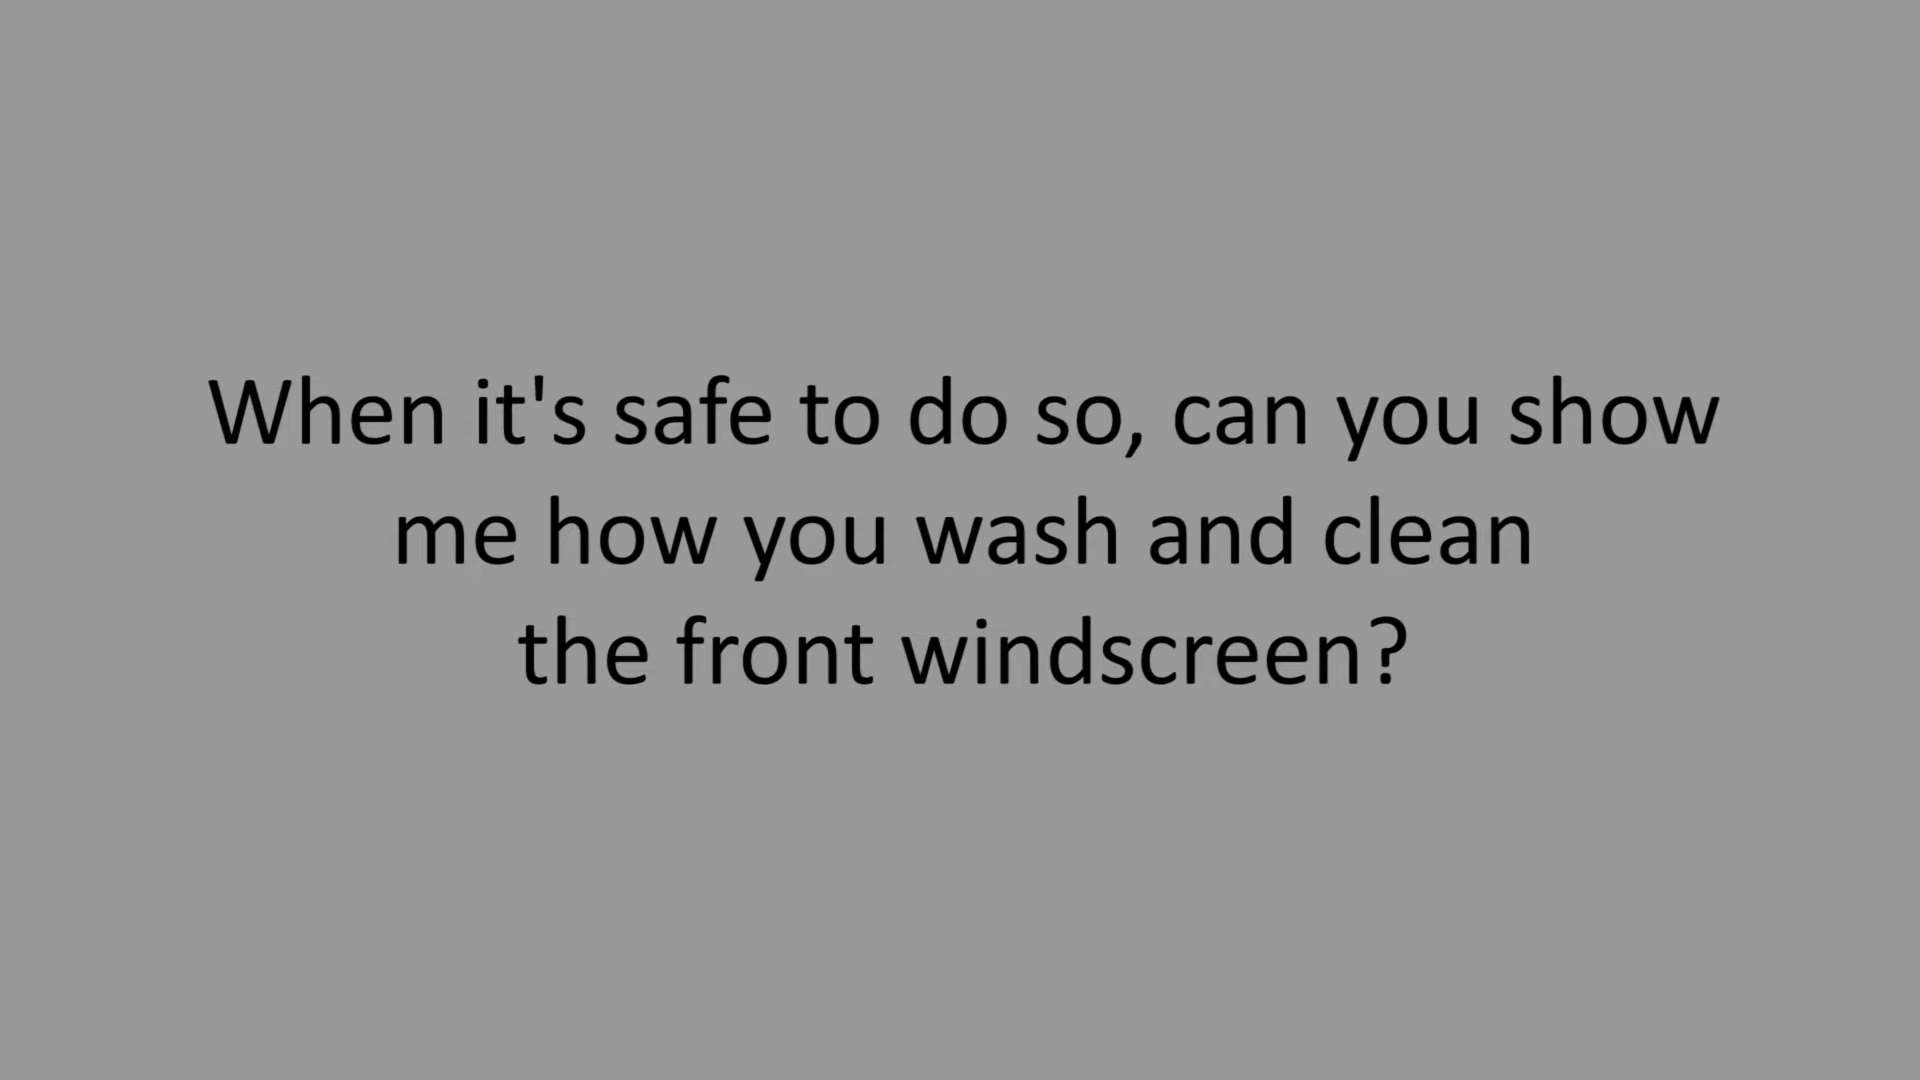 When it's safe to do so, can you show
me how you wash and clean
the front windscreen?